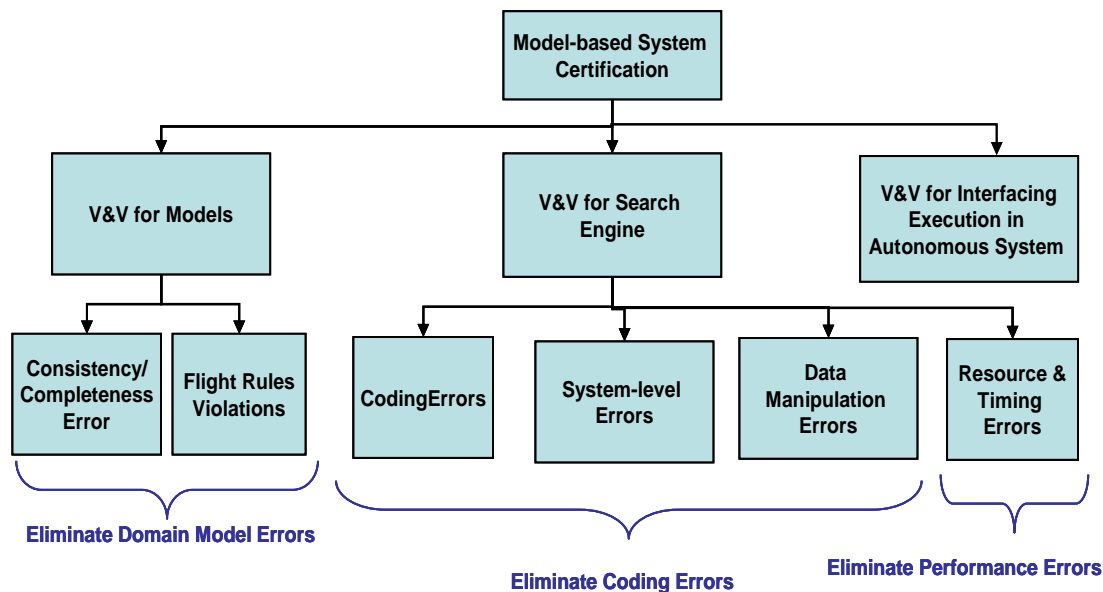 Model-based System
Certification
V&V for Models
V&V for Search
Engine
V&V for Interfacing
Execution in
Autonomous System
Consistency/
Completeness
Error
Flight Rules
Violations
CodingErrors
System-level
Errors
Data
Manipulation
Errors
Resource &
Timing
Errors
Eliminate Domain Model Errors
Eliminate Coding Errors
Eliminate Performance Errors